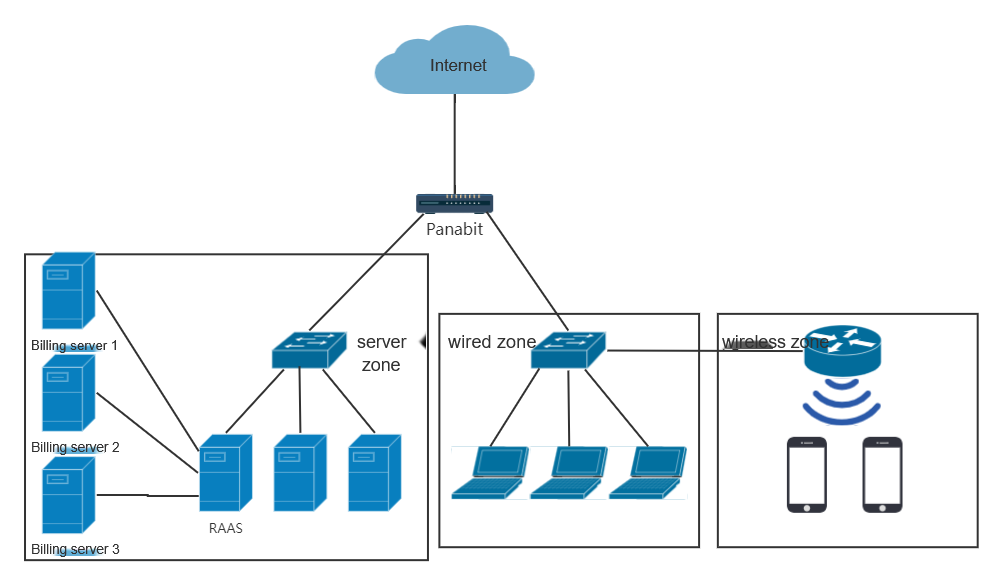 Internet
Panabit
Billing server 1
server
zone
wired zone
wireless zone
Billing server 2
RAAS
Billing server 3